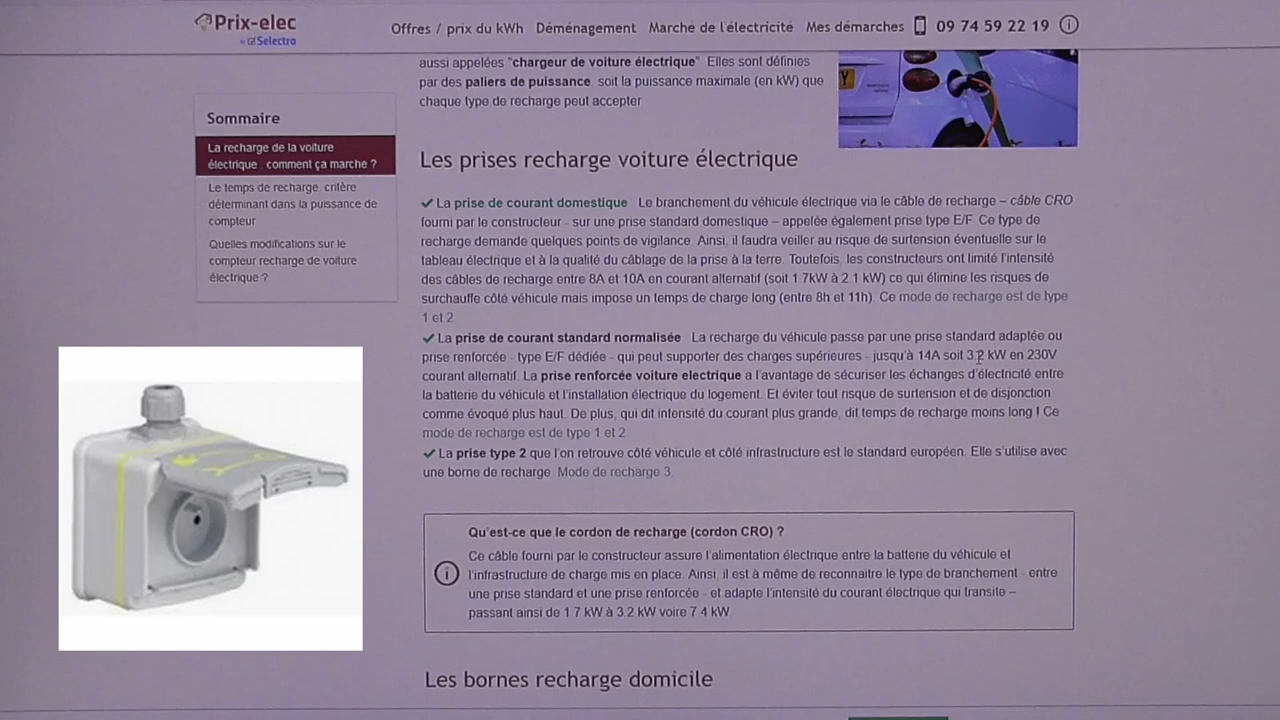 Prix-elec
Selectra
Offres / prix du kWh Déménagement Marché de l'électricité Mes démarches 09 74 59 22 19
aussi appelées "chargeur de voiture électrique" Elles sont définies
par des paliers de puissance soit la puissance maximale (en kW) que
chaque type de recharge peut accepter
Sommaire
La recharge de la voiture
électrique : comment ça marche ?
Le temps de recharge, critère
déterminant dans la puissance de
compteur
Quelles modifications sur le
compteur recharge de voiture
électrique ?
Les prises recharge voiture électrique
✓ La prise de courant domestique Le branchement du véhicule électrique via le câble de recharge – câble CRO
fourni par le constructeur - sur une prise standard domestique – appelée également prise type E/F. Ce type de
recharge demande quelques points de vigilance. Ainsi, il faudra veiller au risque de surtension éventuelle sur le
tableau électrique et à la qualité du câblage de la prise à la terre. Toutefois, les constructeurs ont limité l'intensité
des câbles de recharge entre 8A et 10A en courant alternatif (soit 1.7kW à 2.1 kW) ce qui élimine les risques de
surchauffe côté véhicule mais impose un temps de charge long (entre 8h et 11h). Ce mode de recharge est de type
1 et 2
✓ La prise de courant standard normalisée La recharge du véhicule passe par une prise standard adaptée ou
prise renforcée - type E/F dédiée - qui peut supporter des charges supérieures - jusqu'à 14A soit 3.2 kW en 230V
courant alternatif. La prise renforcée voiture electrique a l'avantage de sécuriser les échanges d'électricité entre
la batterie du véhicule et l'installation électrique du logement. Et éviter tout risque de surtension et de disjonction
comme évoqué plus haut. De plus, qui dit intensité du courant plus grande, dit temps de recharge moins long ! Ce
mode de recharge est de type 1 et 2
✓ La prise type 2 que l'on retrouve côté véhicule et côté infrastructure est le standard européen. Elle s'utilise avec
une borne de recharge. Mode de recharge 3.
Qu'est-ce que le cordon de recharge (cordon CRO) ?
Ce câble fourni par le constructeur assure l'alimentation électrique entre la batterie du véhicule et
l'infrastructure de charge mis en place. Ainsi, il est à même de reconnaitre le type de branchement - entre
une prise standard et une prise renforcée - et adapte l'intensité du courant électrique qui transite –
passant ainsi de 1.7 kW à 3.2 kW voire 7.4 kW.
Les bornes recharge domicile